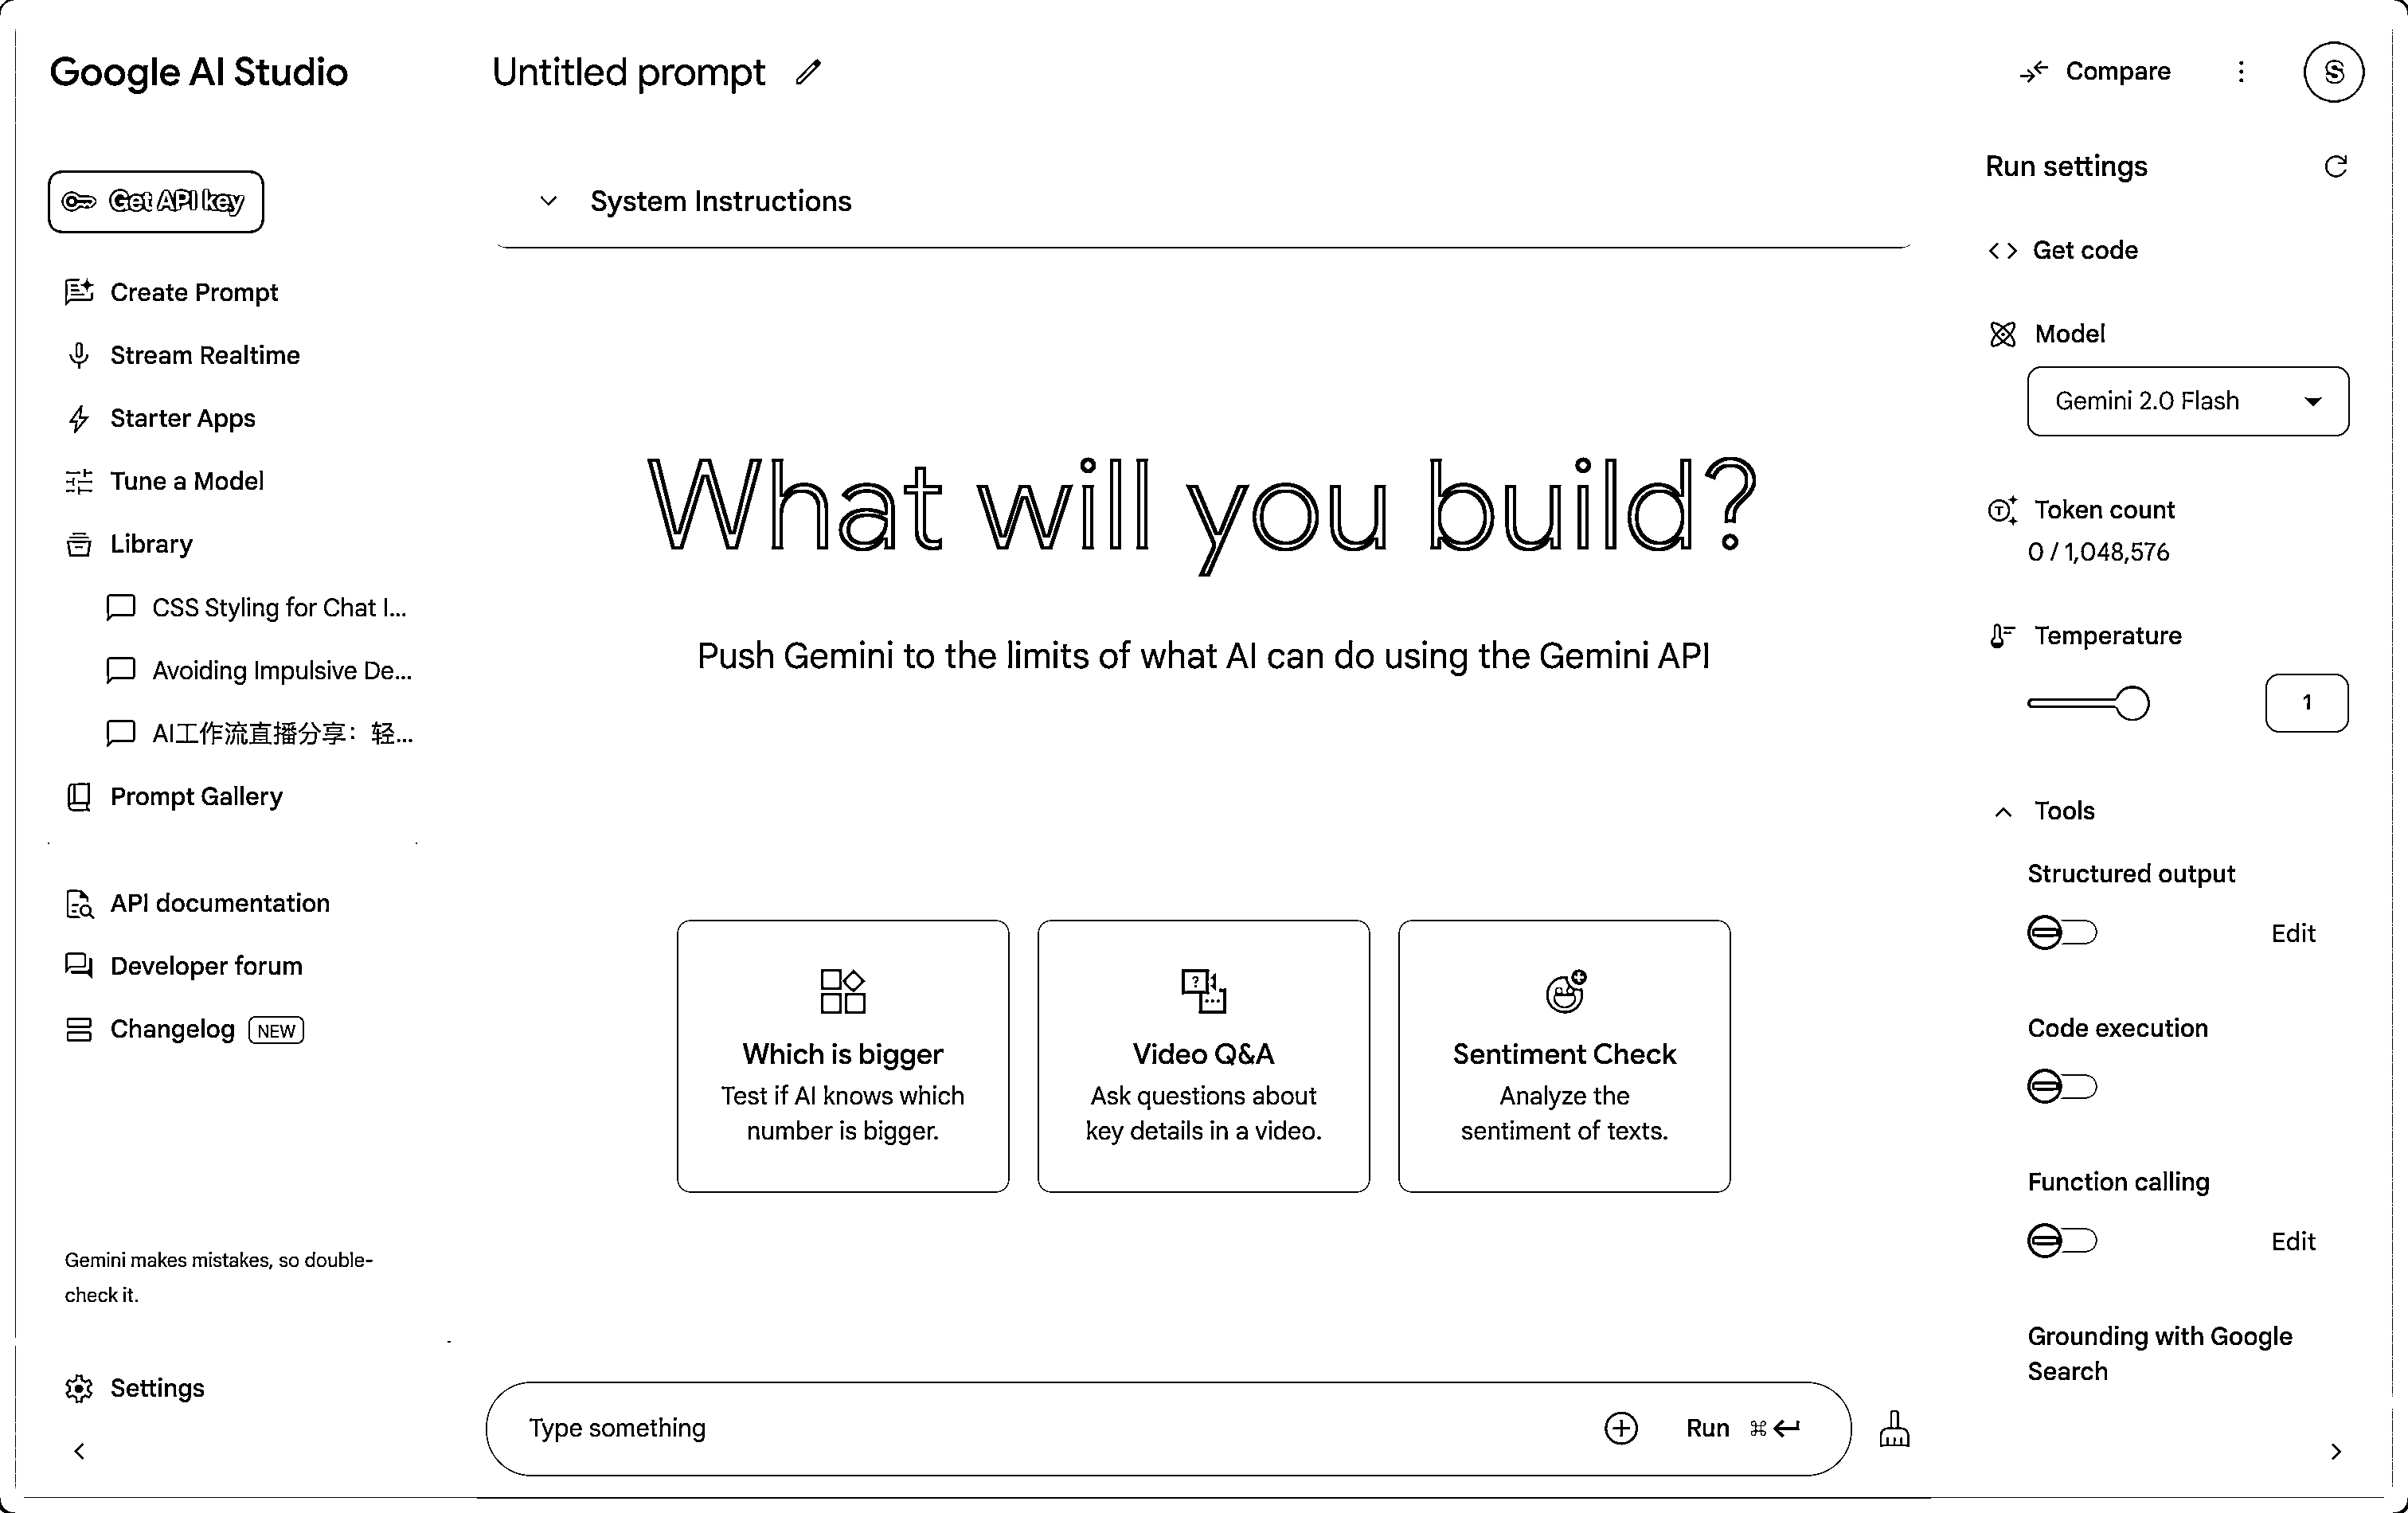 Google AI Studio
Untitled prompt
Compare
S
Get API key
Create Prompt
Stream Realtime
Starter Apps
Tune a Model
Library
CSS Styling for Chat I...
Avoiding Impulsive De...
AI工作流直播分享：轻...
Prompt Gallery
API documentation
Developer forum
Changelog NEW
Gemini makes mistakes, so double-
check it.
Settings
System Instructions
What will you build?
Push Gemini to the limits of what AI can do using the Gemini API
Which is bigger
Test if AI knows which
number is bigger.
Video Q&A
Ask questions about
key details in a video.
Sentiment Check
Analyze the
sentiment of texts.
Type something
Run ⌘
Run settings
Get code
Model
Gemini 2.0 Flash
Token count
0 / 1,048,576
Temperature
1
Tools
Structured output
Edit
Code execution
Function calling
Edit
Grounding with Google
Search